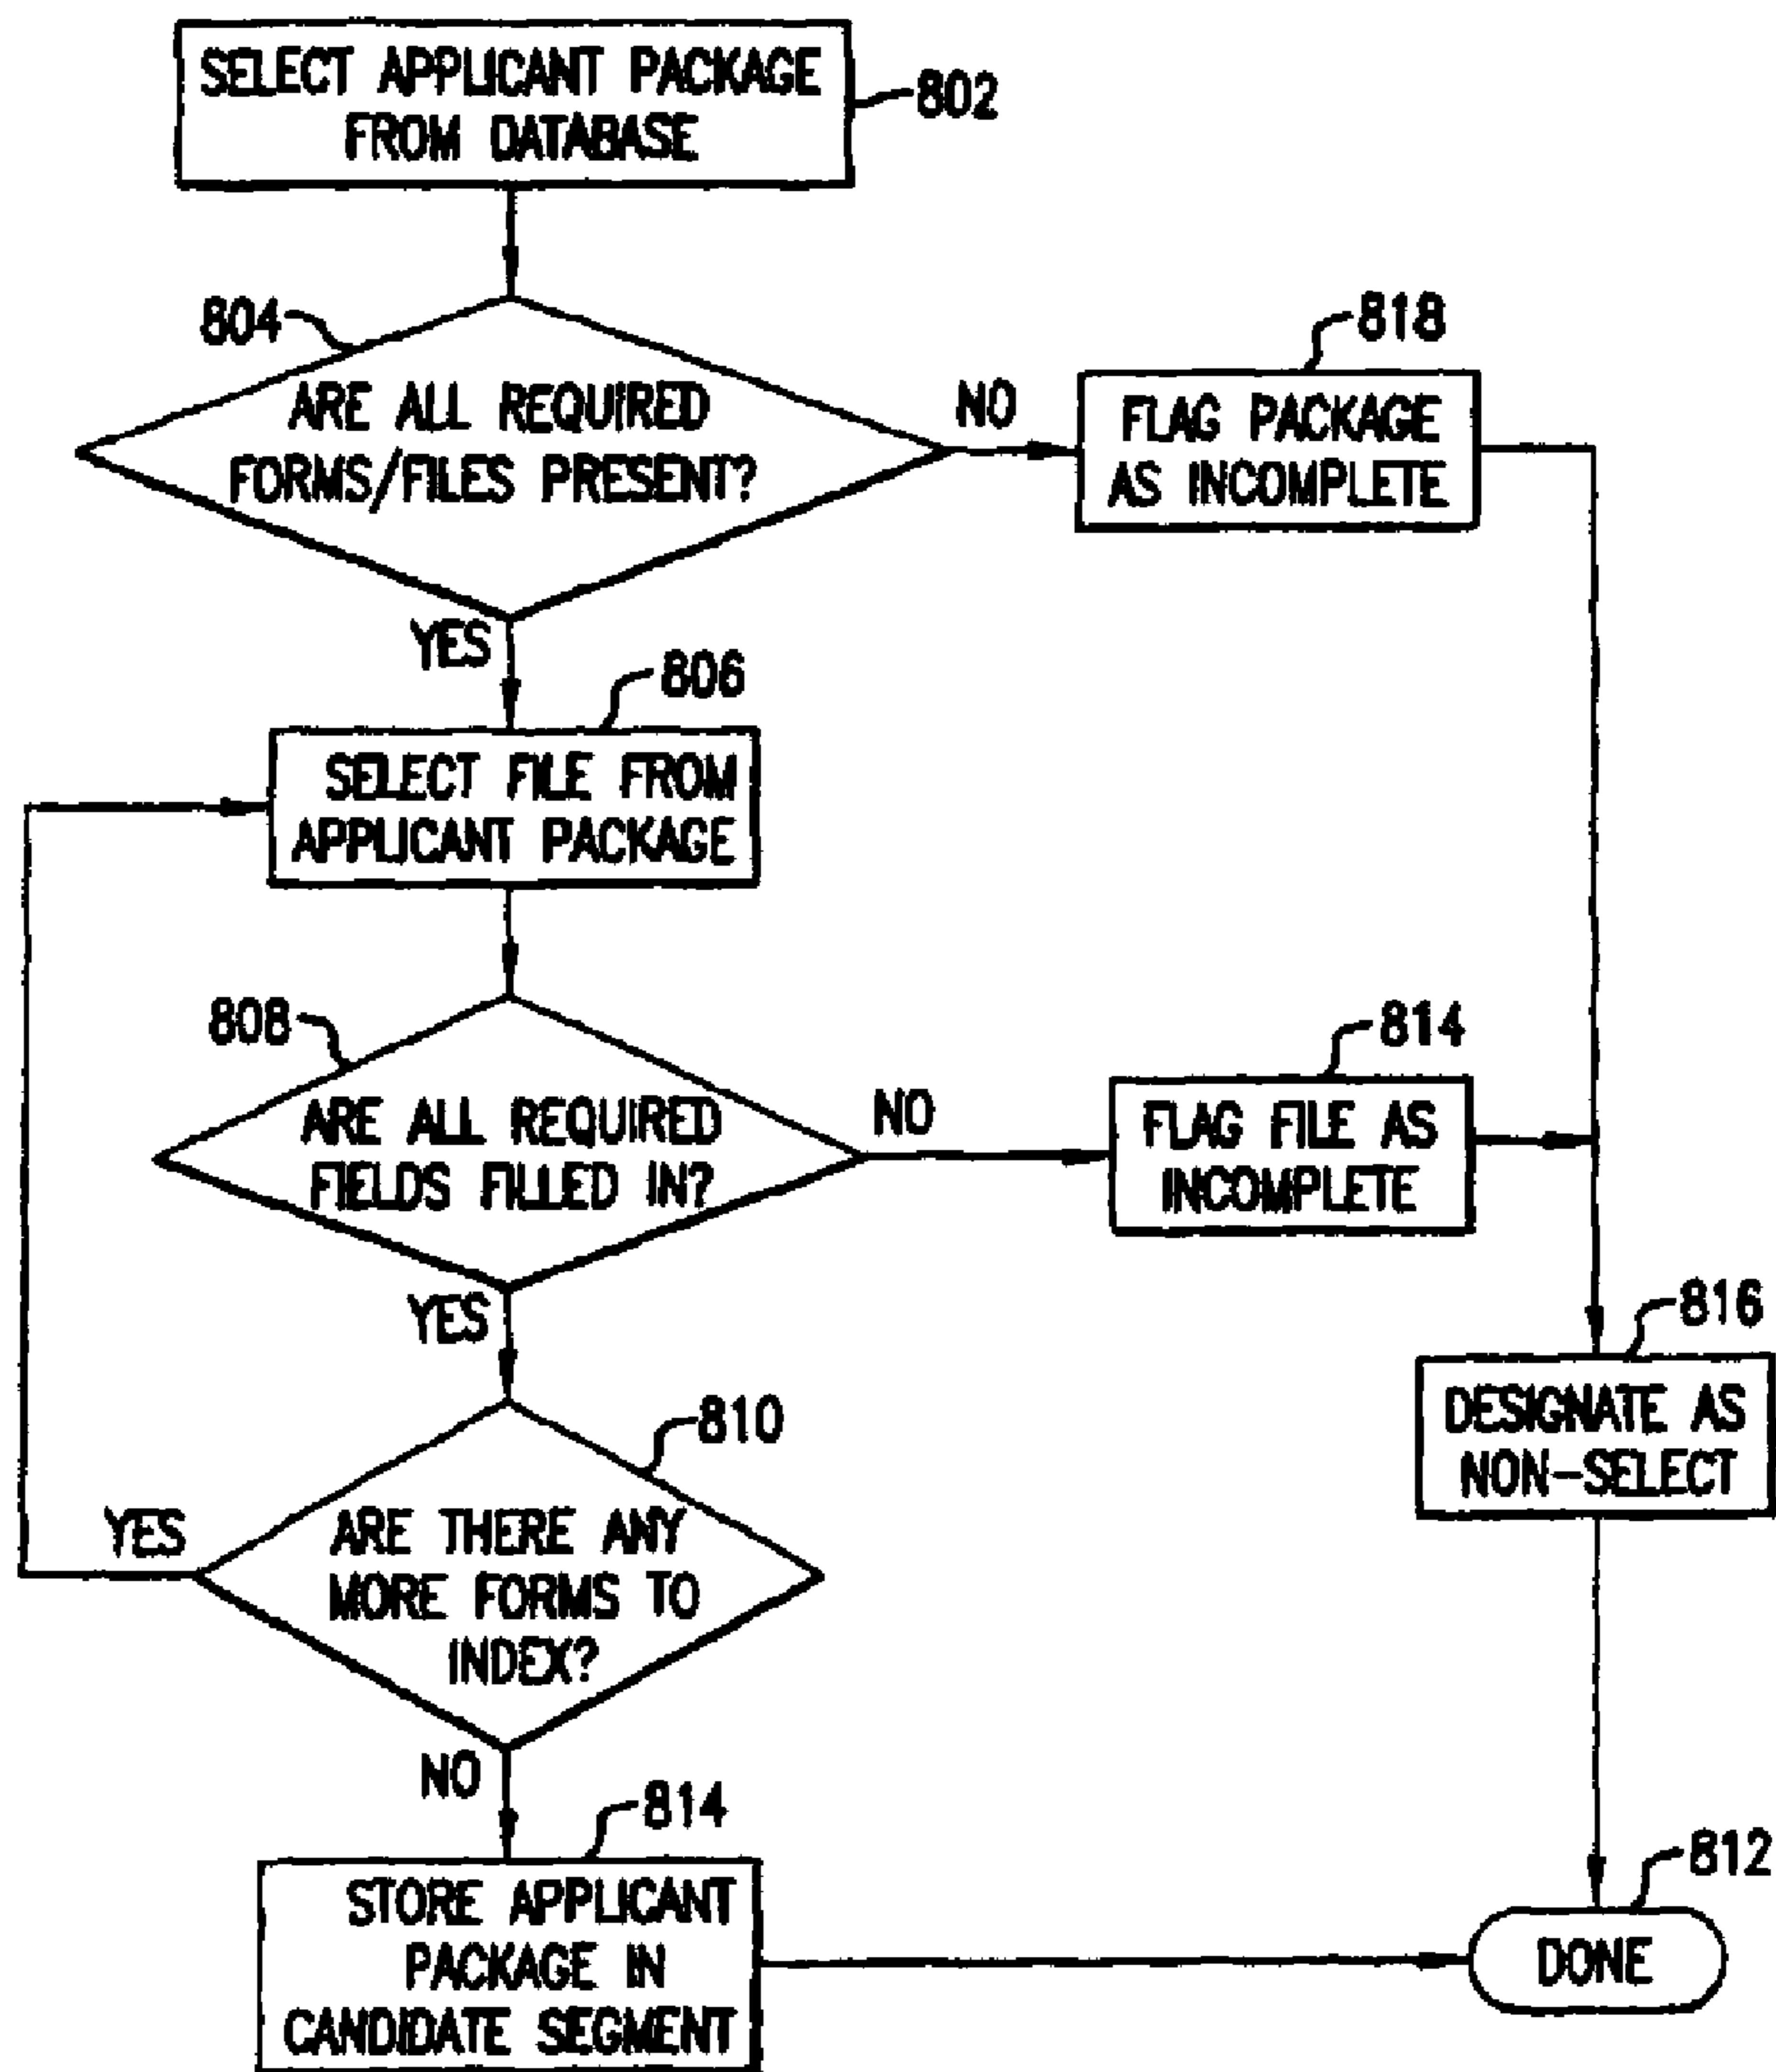 SELECT APPLICANT PACKAGE
FROM DATABASE
802
804
ARE ALL REQUIRED
FORMS/FILES PRESENT?
NO
818
FLAG PACKAGE
AS INCOMPLETE
YES
806
SELECT FILE FROM
APPLICANT PACKAGE
808
ARE ALL REQUIRED
FIELDS FILLED IN?
NO
814
FLAG FILE AS
INCOMPLETE
YES
816
DESIGNATE AS
NON-SELECT
810
ARE THERE ANY
MORE FORMS TO
INDEX?
YES
NO
814
STORE APPLICANT
PACKAGE IN
CANDIDATE SEGMENT
812
DONE